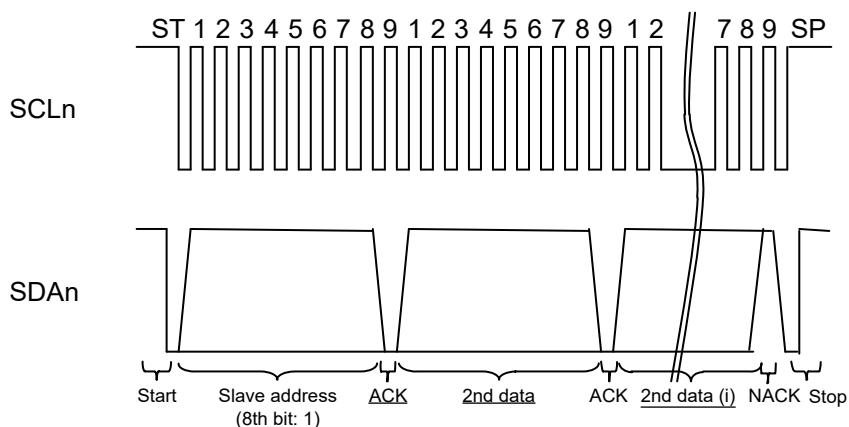 ST 1 2 3 4 5 6 7 8 9 1 2 3 4 5 6 7 8 9 1 2 7 8 9 SP
SCLn
SDAn
Start Slave address ACK 2nd data ACK 2nd data (i) NACK Stop
(8th bit: 1)